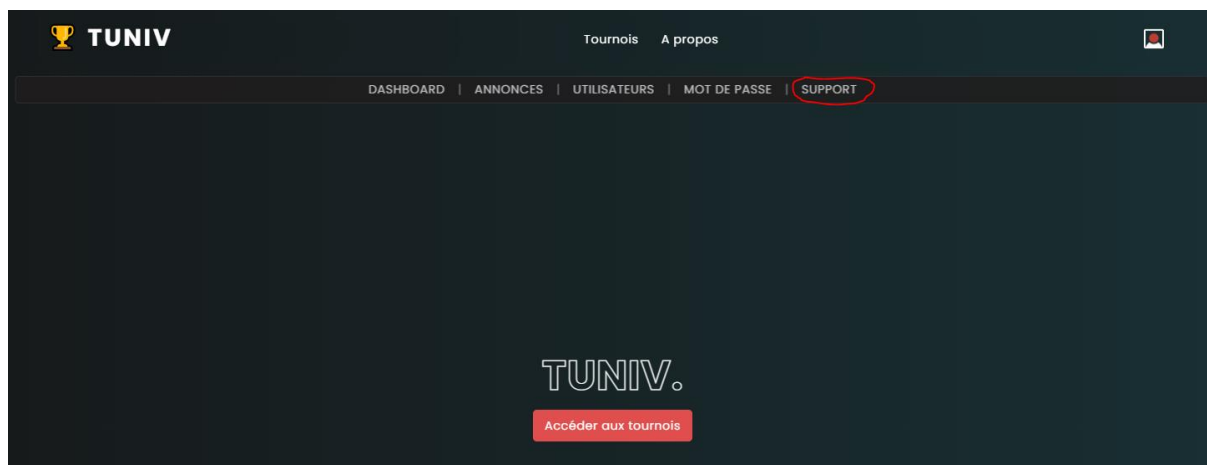 TUNIV
Tournois A propos
DASHBOARD | ANNONCES | UTILISATEURS | MOT DE PASSE | SUPPORT
TUNIV.
Accéder aux tournois